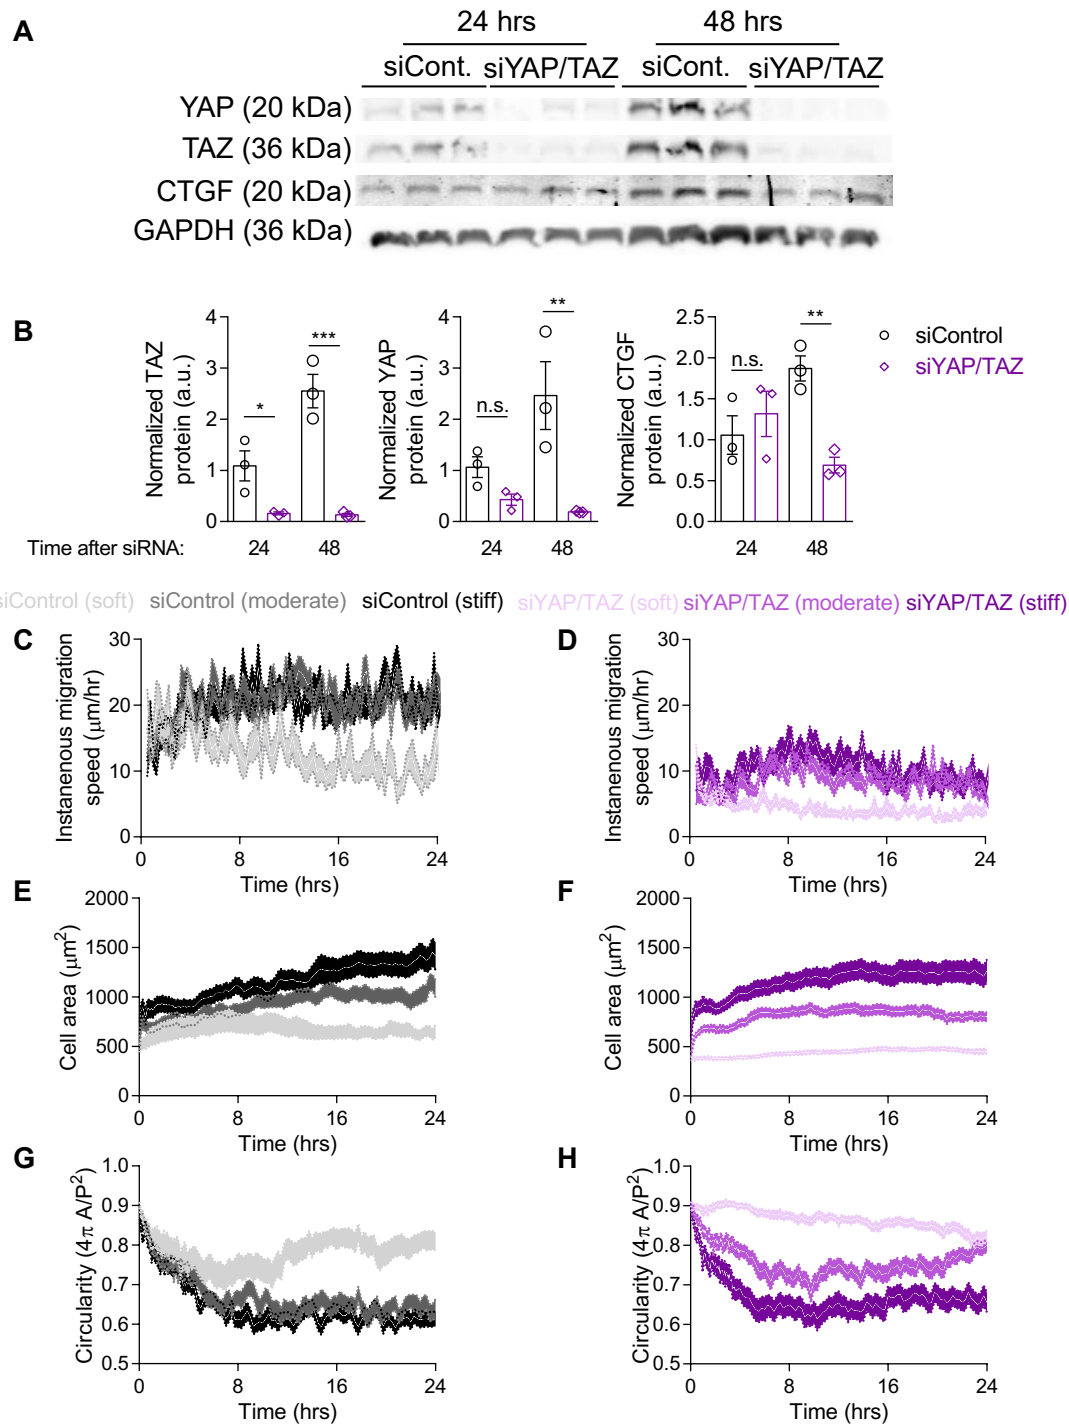 A
24 hrs
48 hrs
siCont.
siYAP/TAZ
siCont.
siYAP/TAZ
YAP (20 kDa)
TAZ (36 kDa)
CTGF (20 kDa)
GAPDH (36 kDa)
B
Normalized TAZ
protein (a.u.)
4
3
2
1
0
*
***
24
48
Normalized YAP
protein (a.u.)
4
3
2
1
0
n.s.
**
24
48
Normalized CTGF
protein (a.u.)
2.5
2.0
1.5
1.0
0.5
0.0
n.s.
**
24
48
siControl
siYAP/TAZ
Time after siRNA:
siControl (soft)
siControl (moderate)
siControl (stiff)
siYAP/TAZ (soft)
siYAP/TAZ (moderate)
siYAP/TAZ (stiff)
C
Instanenous migration
speed (μm/hr)
30
20
10
0
0
8
16
24
Time (hrs)
D
Instanenous migration
speed (μm/hr)
30
20
10
0
0
8
16
24
Time (hrs)
E
Cell area (μm²)
2000
1500
1000
500
0
0
8
16
24
Time (hrs)
F
Cell area (μm²)
2000
1500
1000
500
0
0
8
16
24
Time (hrs)
G
Circularity (4π A/P²)
1.0
0.9
0.8
0.7
0.6
0.5
0
8
16
24
Time (hrs)
H
Circularity (4π A/P²)
1.0
0.9
0.8
0.7
0.6
0.5
0
8
16
24
Time (hrs)